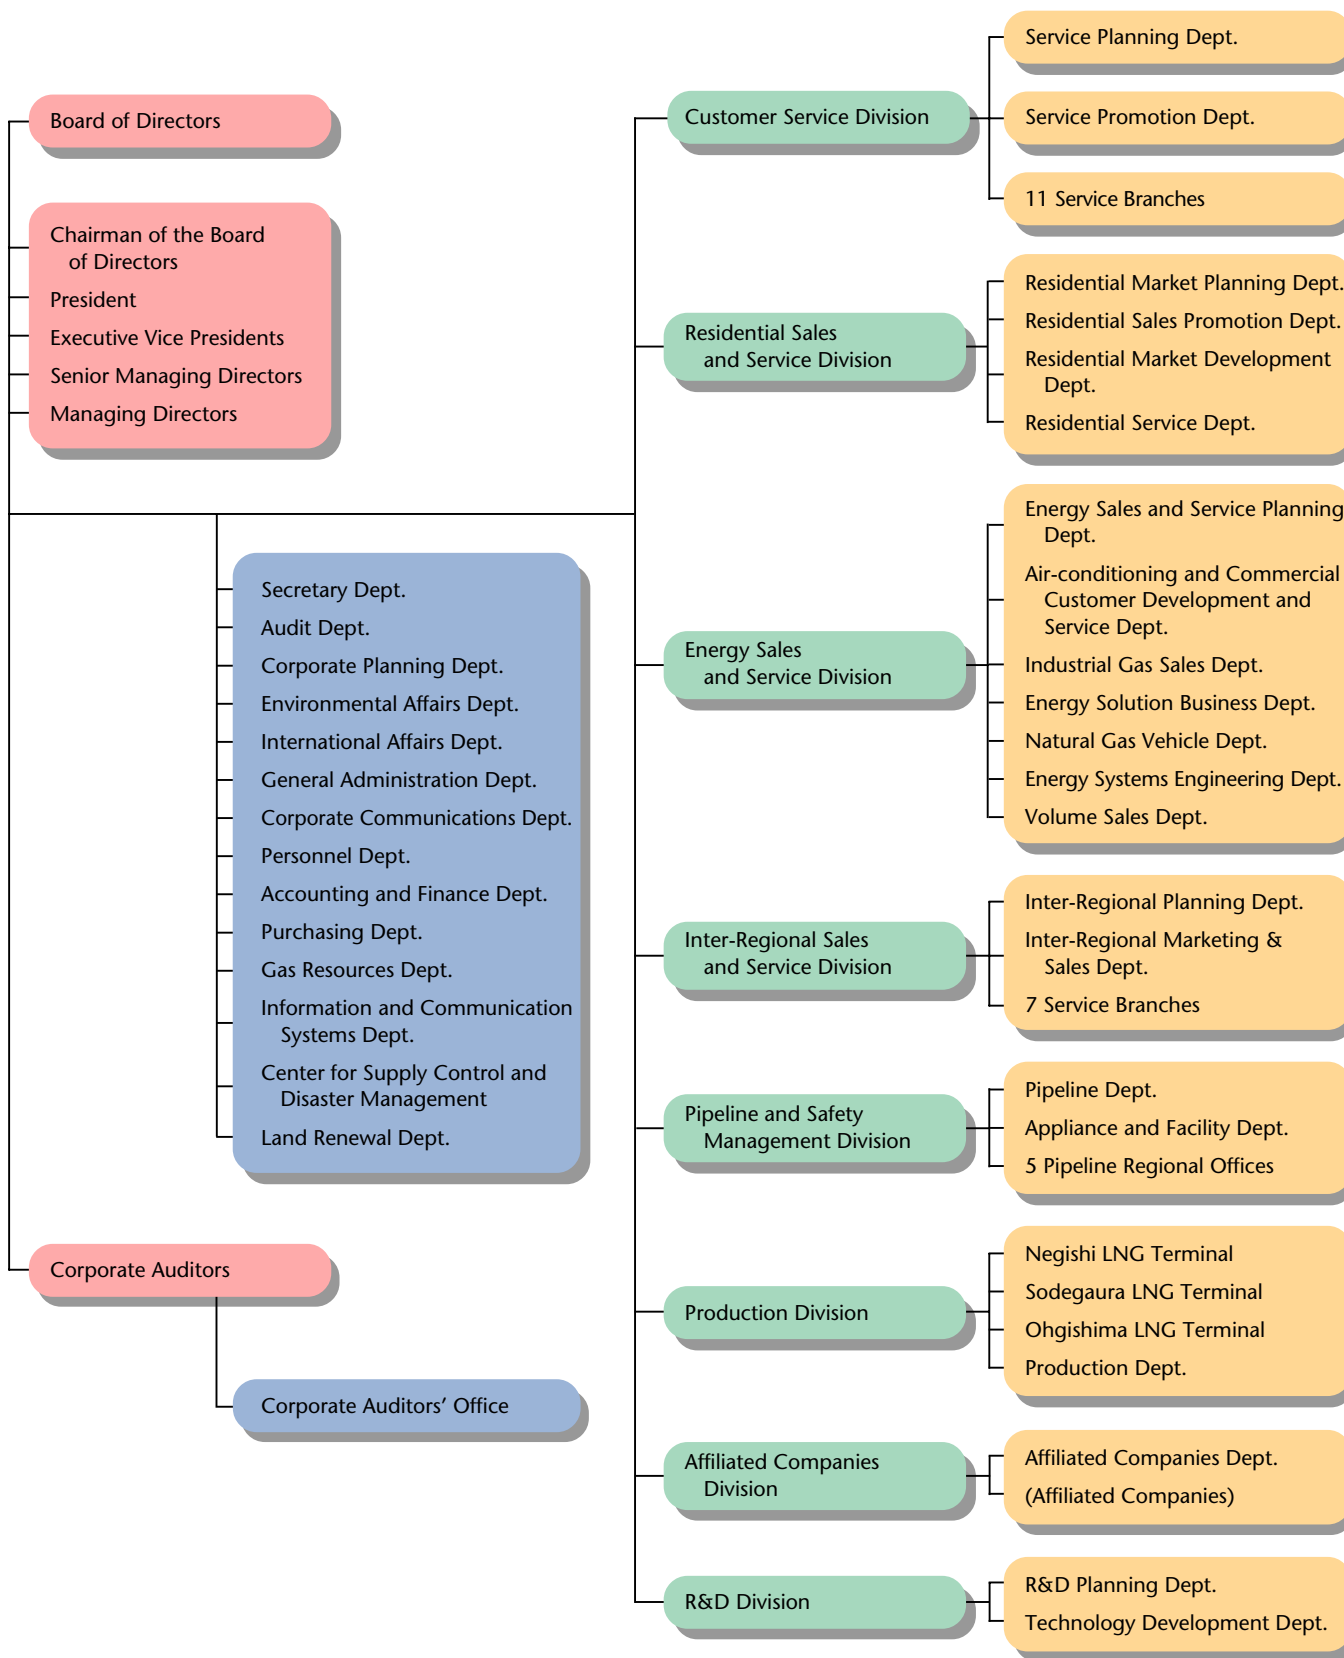 Board of Directors
Chairman of the Board
of Directors
President
Executive Vice Presidents
Senior Managing Directors
Managing Directors
Secretary Dept.
Audit Dept.
Corporate Planning Dept.
Environmental Affairs Dept.
International Affairs Dept.
General Administration Dept.
Corporate Communications Dept.
Personnel Dept.
Accounting and Finance Dept.
Purchasing Dept.
Gas Resources Dept.
Information and Communication
Systems Dept.
Center for Supply Control and
Disaster Management
Land Renewal Dept.
Corporate Auditors
Corporate Auditors’ Office
Customer Service Division
Service Planning Dept.
Service Promotion Dept.
11 Service Branches
Residential Sales
and Service Division
Residential Market Planning Dept.
Residential Sales Promotion Dept.
Residential Market Development
Dept.
Residential Service Dept.
Energy Sales
and Service Division
Energy Sales and Service Planning
Dept.
Air-conditioning and Commercial
Customer Development and
Service Dept.
Industrial Gas Sales Dept.
Energy Solution Business Dept.
Natural Gas Vehicle Dept.
Energy Systems Engineering Dept.
Volume Sales Dept.
Inter-Regional Sales
and Service Division
Inter-Regional Planning Dept.
Inter-Regional Marketing &
Sales Dept.
7 Service Branches
Pipeline and Safety
Management Division
Pipeline Dept.
Appliance and Facility Dept.
5 Pipeline Regional Offices
Production Division
Negishi LNG Terminal
Sodegaura LNG Terminal
Ohgishima LNG Terminal
Production Dept.
Affiliated Companies
Division
Affiliated Companies Dept.
(Affiliated Companies)
R&D Division
R&D Planning Dept.
Technology Development Dept.